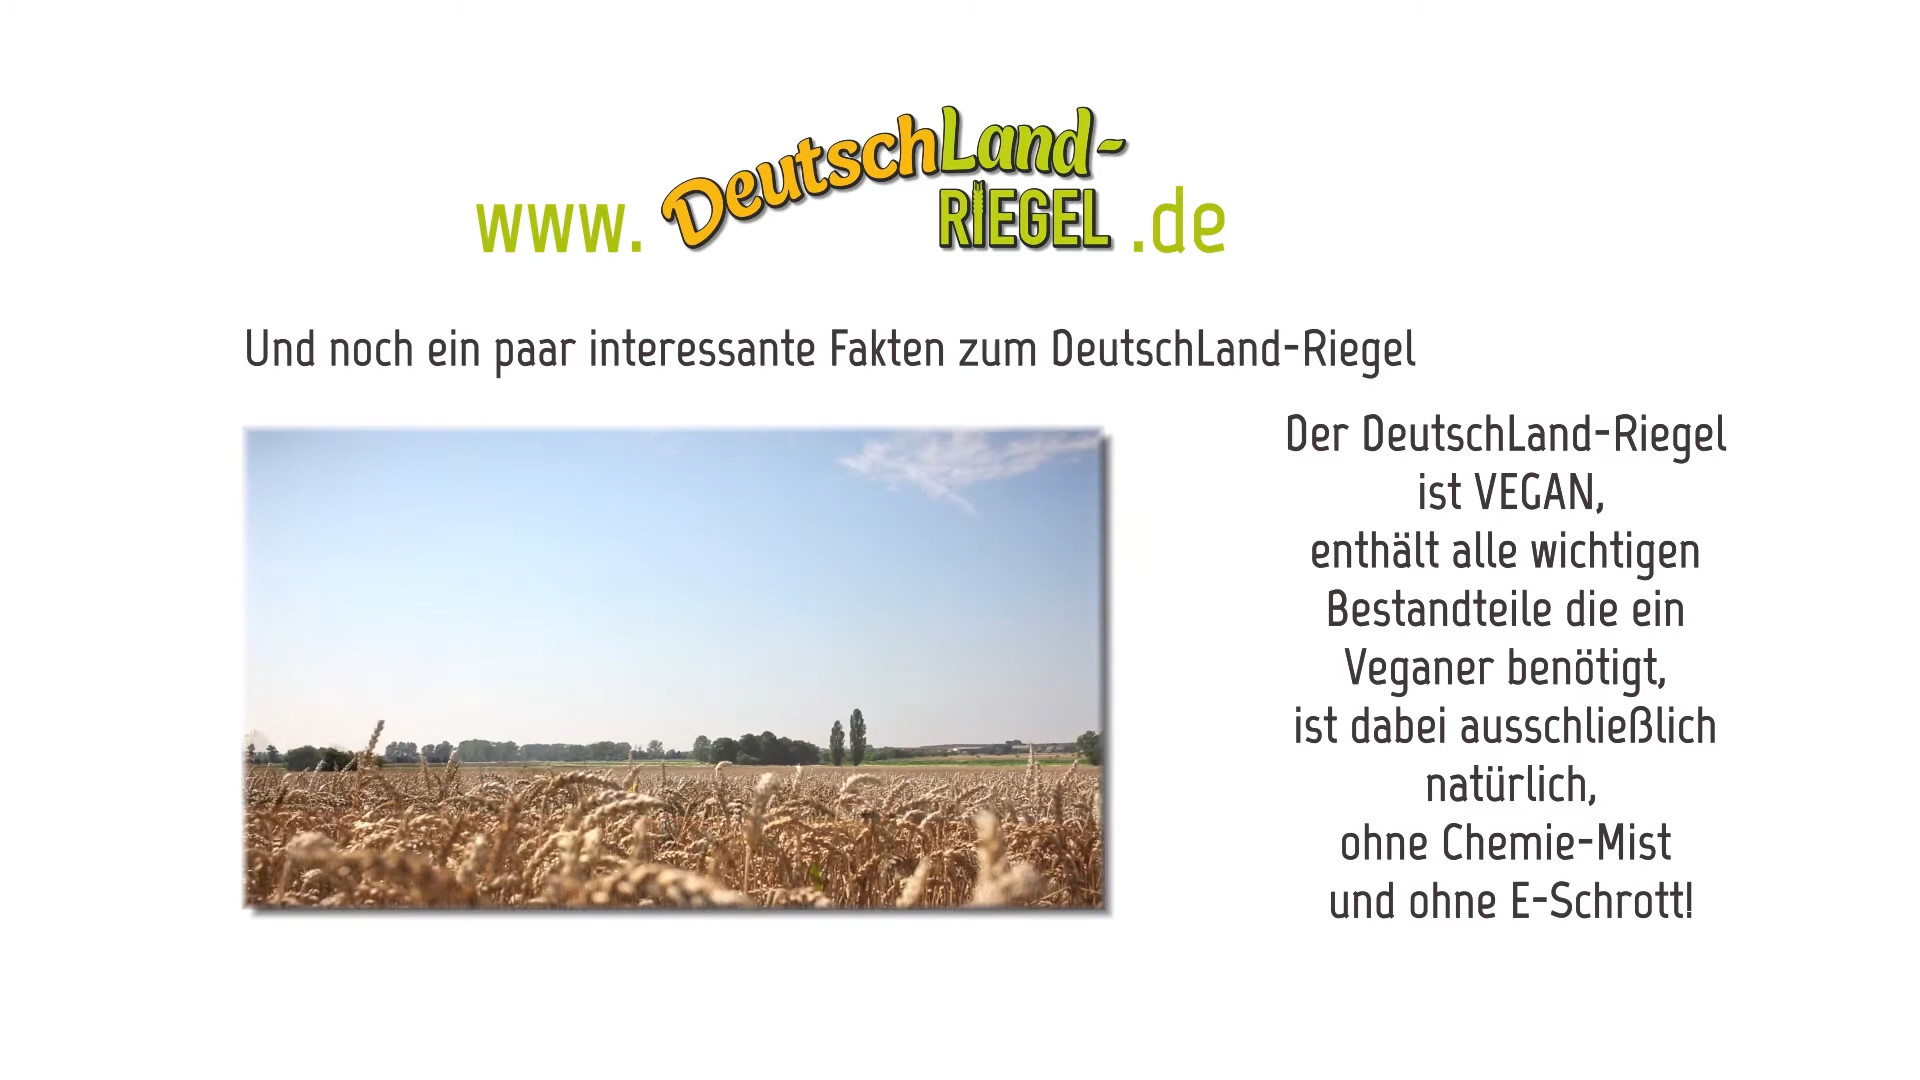 www. DeutschLand-
RIEGEL .de
Und noch ein paar interessante Fakten zum DeutschLand-Riegel
Der DeutschLand-Riegel
ist VEGAN,
enthält alle wichtigen
Bestandteile die ein
Veganer benötigt,
ist dabei ausschließlich
natürlich,
ohne Chemie-Mist
und ohne E-Schrott!